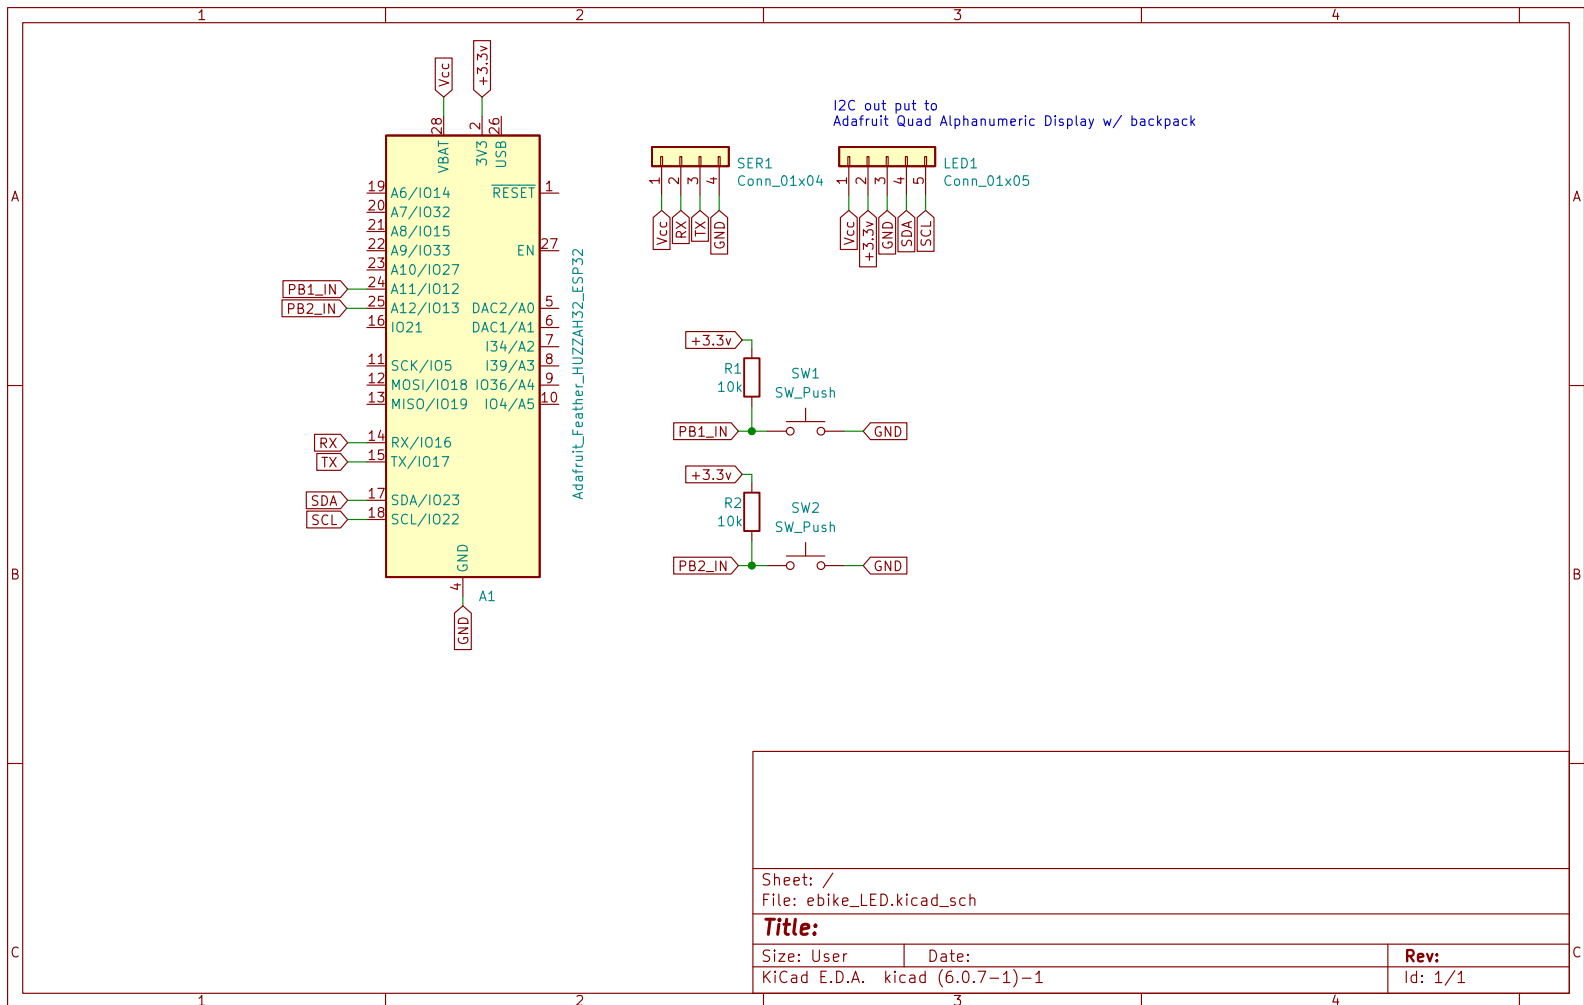 1 2 3 4
A
B
C
Vcc
+3.3v
28
2
26
VBAT
3V3
USB
19 A6/IO14
20 A7/IO32
21 A8/IO15
22 A9/IO33
23 A10/IO27
PB1_IN 24 A11/IO12
PB2_IN 25 A12/IO13
16 IO21
11 SCK/IO5
12 MOSI/IO18
13 MISO/IO19
RX 14 RX/IO16
TX 15 TX/IO17
SDA 17 SDA/IO23
SCL 18 SCL/IO22
RESET 1
EN 27
DAC2/A0 5
DAC1/A1 6
I34/A2 7
I39/A3 8
IO36/A4 9
IO4/A5 10
GND
4
A1
GND
Adafruit_Feather_HUZZAH32_ESP32
SER1
Conn_01x04
1 2 3 4
Vcc RX TX GND
I2C out put to
Adafruit Quad Alphanumeric Display w/ backpack
LED1
Conn_01x05
1 2 3 4 5
Vcc +3.3v GND SDA SCL
+3.3v
R1
10k
SW1
SW_Push
PB1_IN
GND
+3.3v
R2
10k
SW2
SW_Push
PB2_IN
GND
A
B
C
Sheet: /
File: ebike_LED.kicad_sch
Title:
Size: User Date: Rev:
KiCad E.D.A. kicad (6.0.7-1)-1 Id: 1/1
1 2 3 4